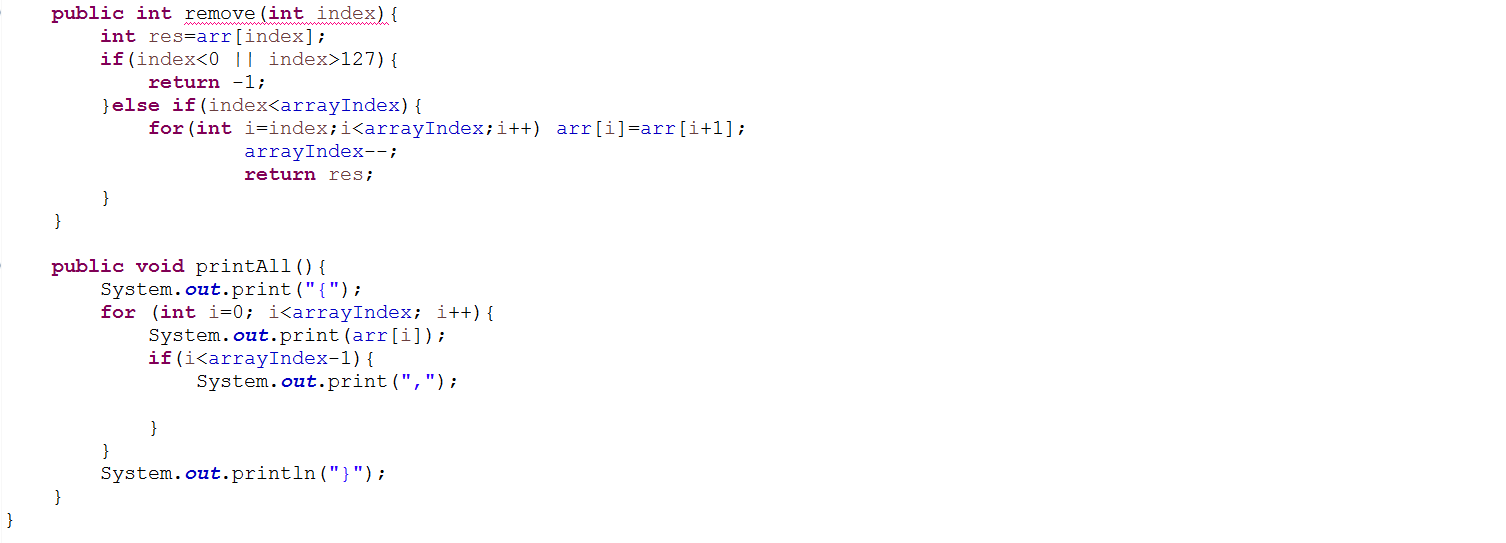 public int remove(int index){
int res=arr[index];
if(index<0 || index>127){
return -1;
}else if(index<arrayIndex){
for(int i=index;i<arrayIndex;i++) arr[i]=arr[i+1];
arrayIndex--;
return res;
}
}
public void printAll(){
System.out.print("{");
for (int i=0; i<arrayIndex; i++){
System.out.print(arr[i]);
if(i<arrayIndex-1){
System.out.print(",");
}
}
System.out.println("}");
}
}